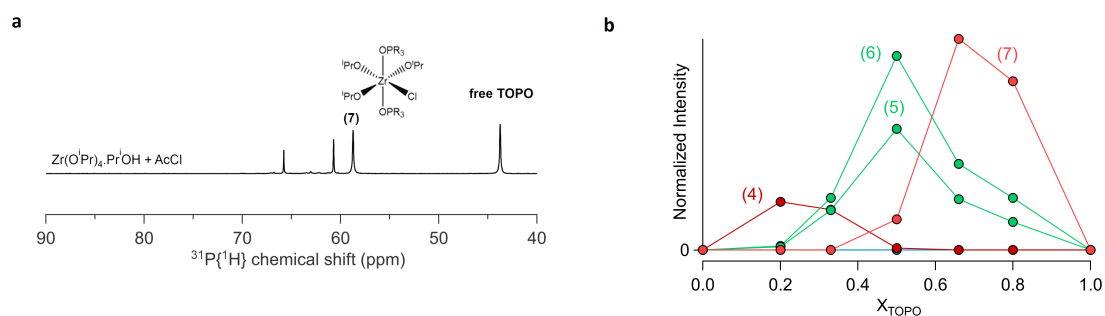 a
OPR₃
ⁱPrO
OⁱPr
Zr
ⁱPrO
Cl
OPR₃
(7)
free TOPO
Zr(OⁱPr)₄.PrⁱOH + AcCl
90 80 70 60 50 40
³¹P{¹H} chemical shift (ppm)
b
(6)
(7)
(5)
(4)
Normalized Intensity
0
0.0 0.2 0.4 0.6 0.8 1.0
X_TOPO